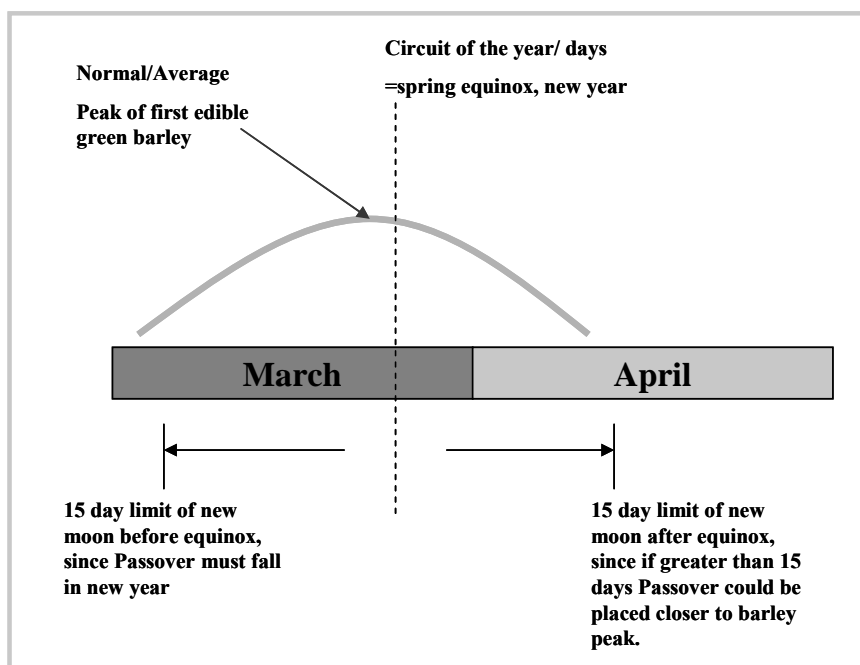 Circuit of the year/ days
=spring equinox, new year
Normal/Average
Peak of first edible
green barley
March
April
15 day limit of new
moon before equinox,
since Passover must fall
in new year
15 day limit of new
moon after equinox,
since if greater than 15
days Passover could be
placed closer to barley
peak.